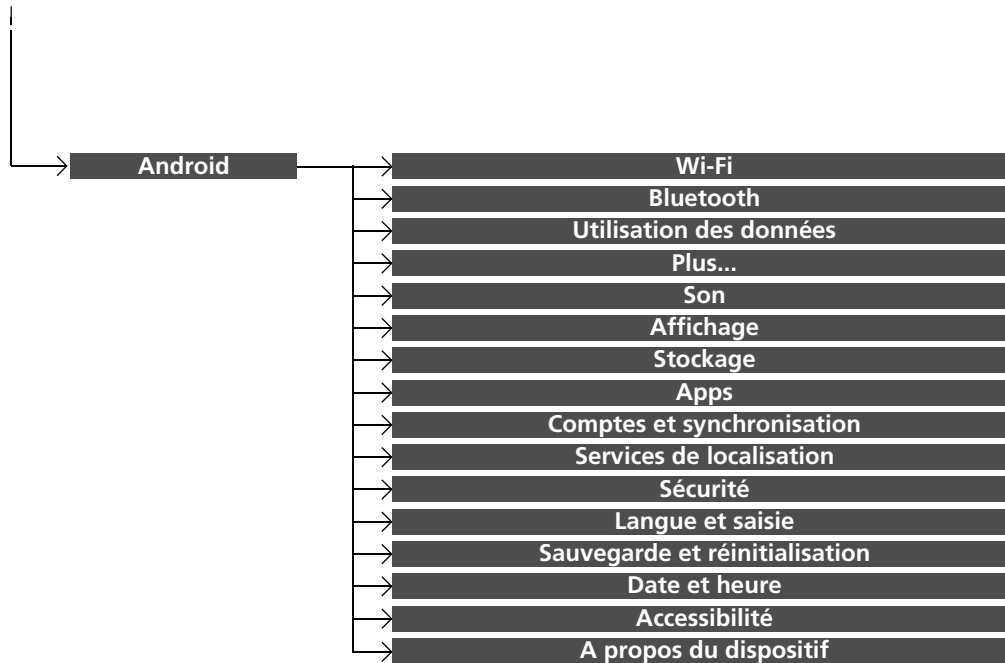 Android
Wi-Fi
Bluetooth
Utilisation des données
Plus...
Son
Affichage
Stockage
Apps
Comptes et synchronisation
Services de localisation
Sécurité
Langue et saisie
Sauvegarde et réinitialisation
Date et heure
Accessibilité
A propos du dispositif